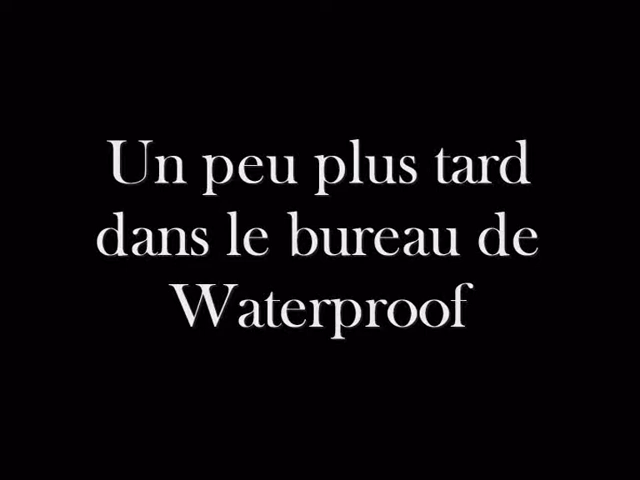 Un peu plus tard
dans le bureau de
Waterproof